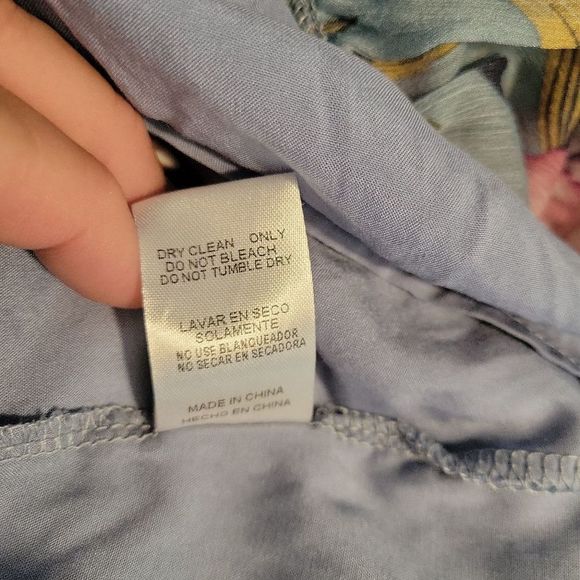 DRY CLEAN ONLY
DO NOT BLEACH
DO NOT TUMBLE DRY
LAVAR EN SECO
SOLAMENTE
NO USE BLANQUEADOR
NO SECAR EN SECADORA
MADE IN CHINA
HECHO EN CHINA